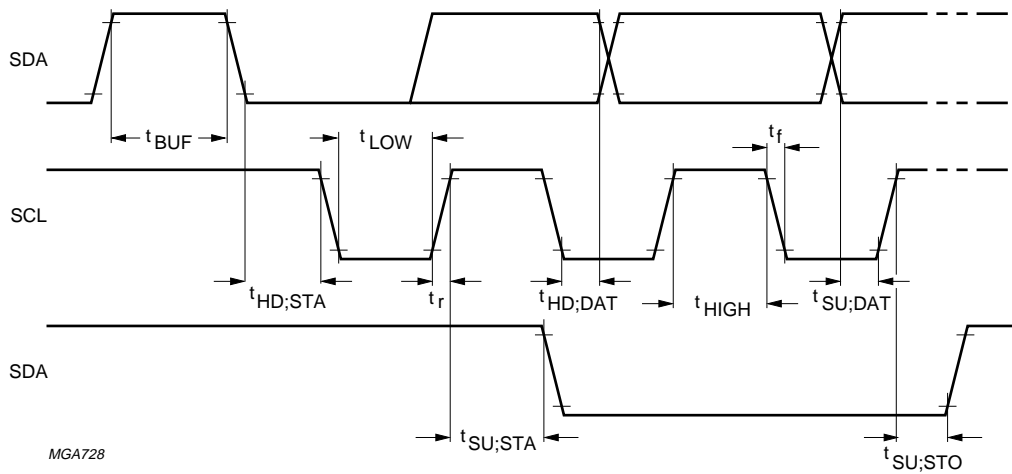 SDA
t BUF
t LOW
t f
SCL
t HD;STA
t r
t HD;DAT
t HIGH
t SU;DAT
SDA
t SU;STA
t SU;STO
MGA728